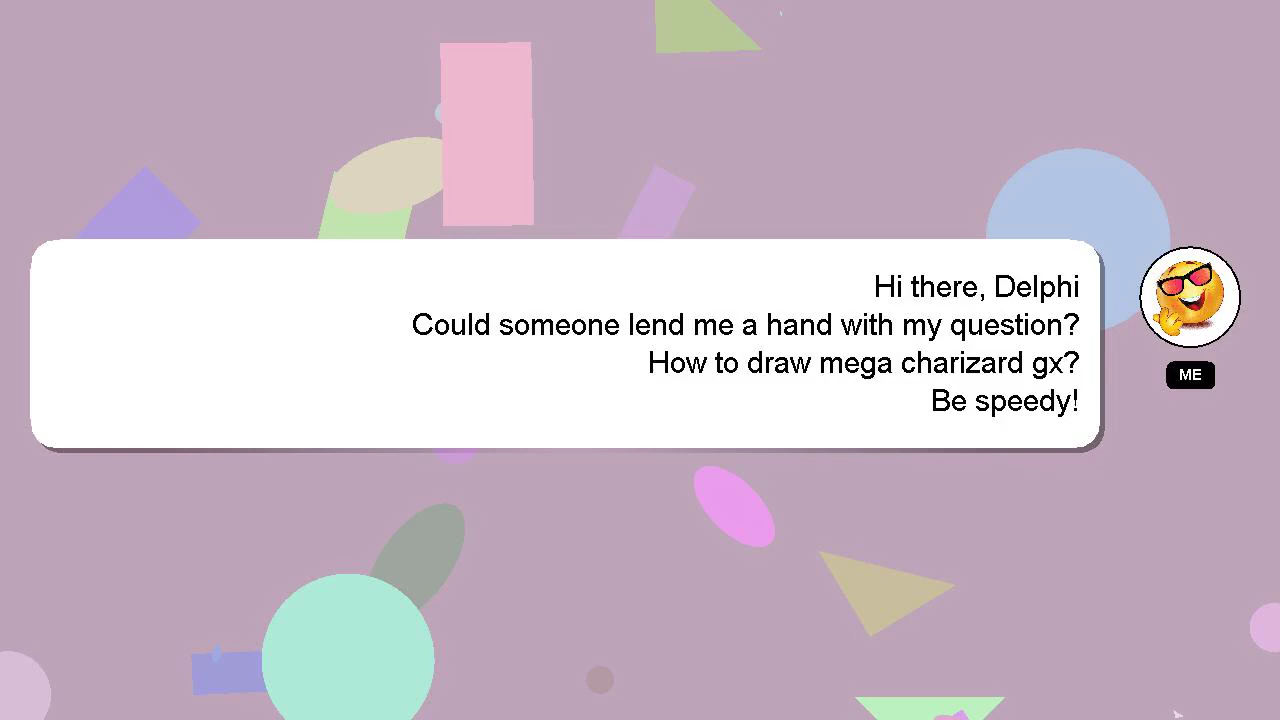 Hi there, Delphi
Could someone lend me a hand with my question?
How to draw mega charizard gx?
Be speedy!
ME